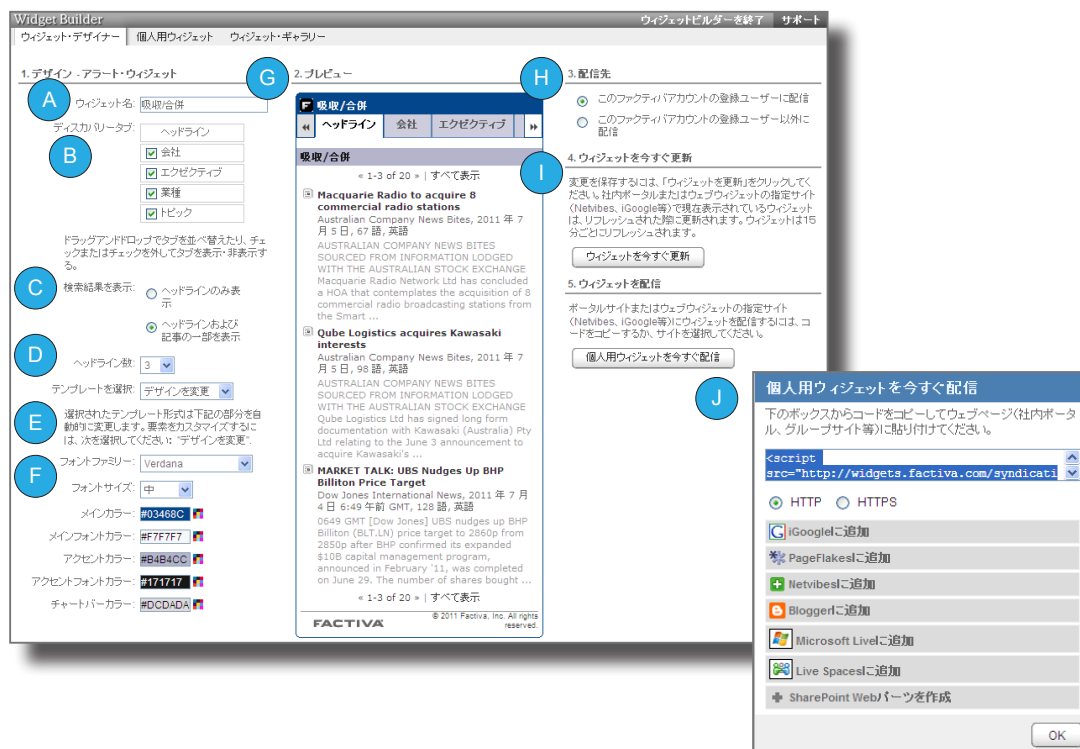 Widget Builder
ウィジェットビルダーを終了 サポート
ウィジェット・デザイナー 個人用ウィジェット ウィジェット・ギャラリー
1. デザイン - アラート・ウィジェット
A
ウィジェット名: 吸収/合併
ディスカバリータブ: ヘッドライン
B
会社
エクゼクティブ
業種
トピック
ドラッグアンドドロップでタブを並べ替えたり、チェ
ックまたはチェックを外してタブを表示・非表示す
る。
C
検索結果を表示: ヘッドラインのみ表
示
ヘッドラインおよび
記事の一部を表示
D
ヘッドライン数: 3
テンプレートを選択: デザインを変更
E
選択されたテンプレート形式は下記の部分を自
動的に変更します。要素をカスタマイズするに
は、次を選択してください: "デザインを変更".
F
フォントファミリー: Verdana
フォントサイズ: 中
メインカラー: #03468C
メインフォントカラー: #F7F7F7
アクセントカラー: #B4B4CC
アクセントフォントカラー: #171717
チャートバーカラー: #DCDADA
G
2. プレビュー
F 吸収/合併
ヘッドライン 会社 エクゼクティブ
吸収/合併
« 1-3 of 20 » | すべて表示
Macquarie Radio to acquire 8
commercial radio stations
Australian Company News Bites, 2011 年 7
月 5 日, 67 語, 英語
AUSTRALIAN COMPANY NEWS BITES
SOURCED FROM INFORMATION LODGED
WITH THE AUSTRALIAN STOCK EXCHANGE
Macquarie Radio Network Ltd has concluded
a HOA that contemplates the acquisition of 8
commercial radio broadcasting stations from
the Smart ...
Qube Logistics acquires Kawasaki
interests
Australian Company News Bites, 2011 年 7
月 5 日, 98 語, 英語
AUSTRALIAN COMPANY NEWS BITES
SOURCED FROM INFORMATION LODGED
WITH THE AUSTRALIAN STOCK EXCHANGE
Qube Logistics Ltd has signed long form
documentation with Kawasaki (Australia) Pty
Ltd relating to the June 3 announcement to
acquire Kawasaki's ...
MARKET TALK: UBS Nudges Up BHP
Billiton Price Target
Dow Jones International News, 2011 年 7 月
4 日 6:49 午前 GMT, 128 語, 英語
0649 GMT [Dow Jones] UBS nudges up BHP
Billiton (BLT.LN) price target to 2860p from
2850p after BHP confirmed its expanded
$10B capital management program,
announced in February '11, was completed
on June 29. The number of shares bought ...
« 1-3 of 20 » | すべて表示
FACTIVA
© 2011 Factiva, Inc. All rights
reserved.
H
3. 配信先
このファクティバアカウントの登録ユーザーに配信
このファクティバアカウントの登録ユーザー以外に
配信
I
4. ウィジェットを今すぐ更新
変更を保存するには、「ウィジェットを更新」をクリックしてく
ださい。社内ポータルまたはウェブウィジェットの指定サイト
（Netvibes、iGoogle等）で現在表示されているウィジェット
は、リフレッシュされた際に更新されます。ウィジェットは15
分ごとにリフレッシュされます。
ウィジェットを今すぐ更新
5. ウィジェットを配信
ポータルサイトまたはウェブウィジェットの指定サイト
（Netvibes、iGoogle等）にウィジェットを配信するには、コ
ードをコピーするか、サイトを選択してください。
個人用ウィジェットを今すぐ配信
J
個人用ウィジェットを今すぐ配信
下のボックスからコードをコピーしてウェブページ（社内ポータ
ル、グループサイト等）に貼り付けてください。
<script
src="http://widgets.factiva.com/syndicati
HTTP HTTPS
iGoogleに追加
PageFlakesに追加
Netvibesに追加
Bloggerに追加
Microsoft Liveに追加
Live Spacesに追加
SharePoint Webパーツを作成
OK